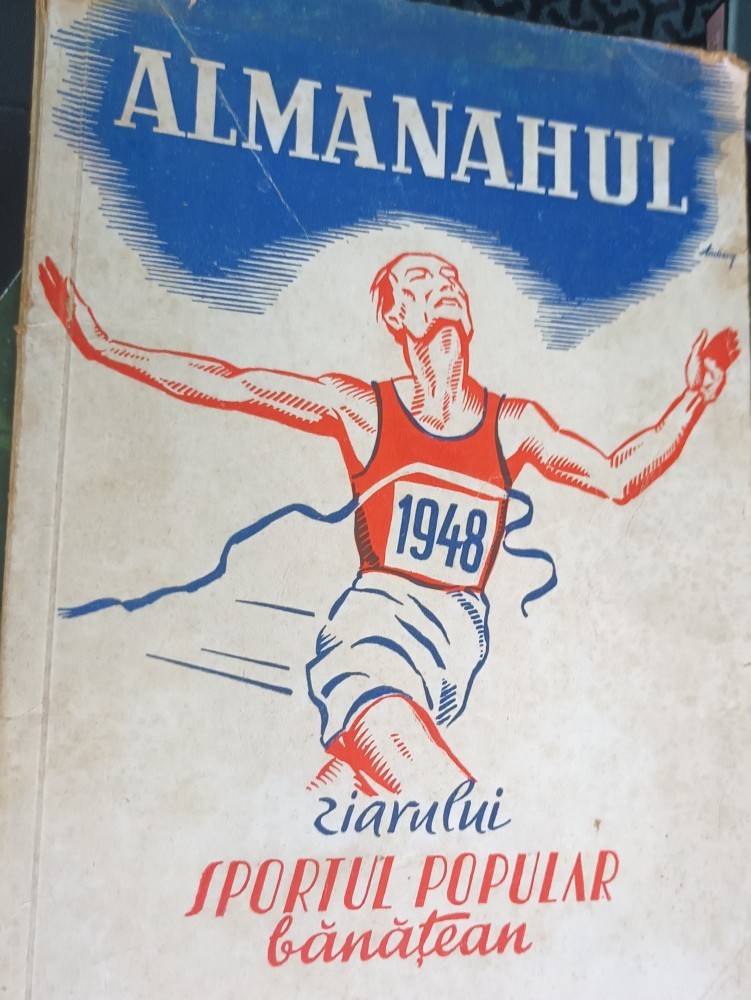 ALMANAHUL
1948
ziarului
SPORTUL POPULAR
bănățean